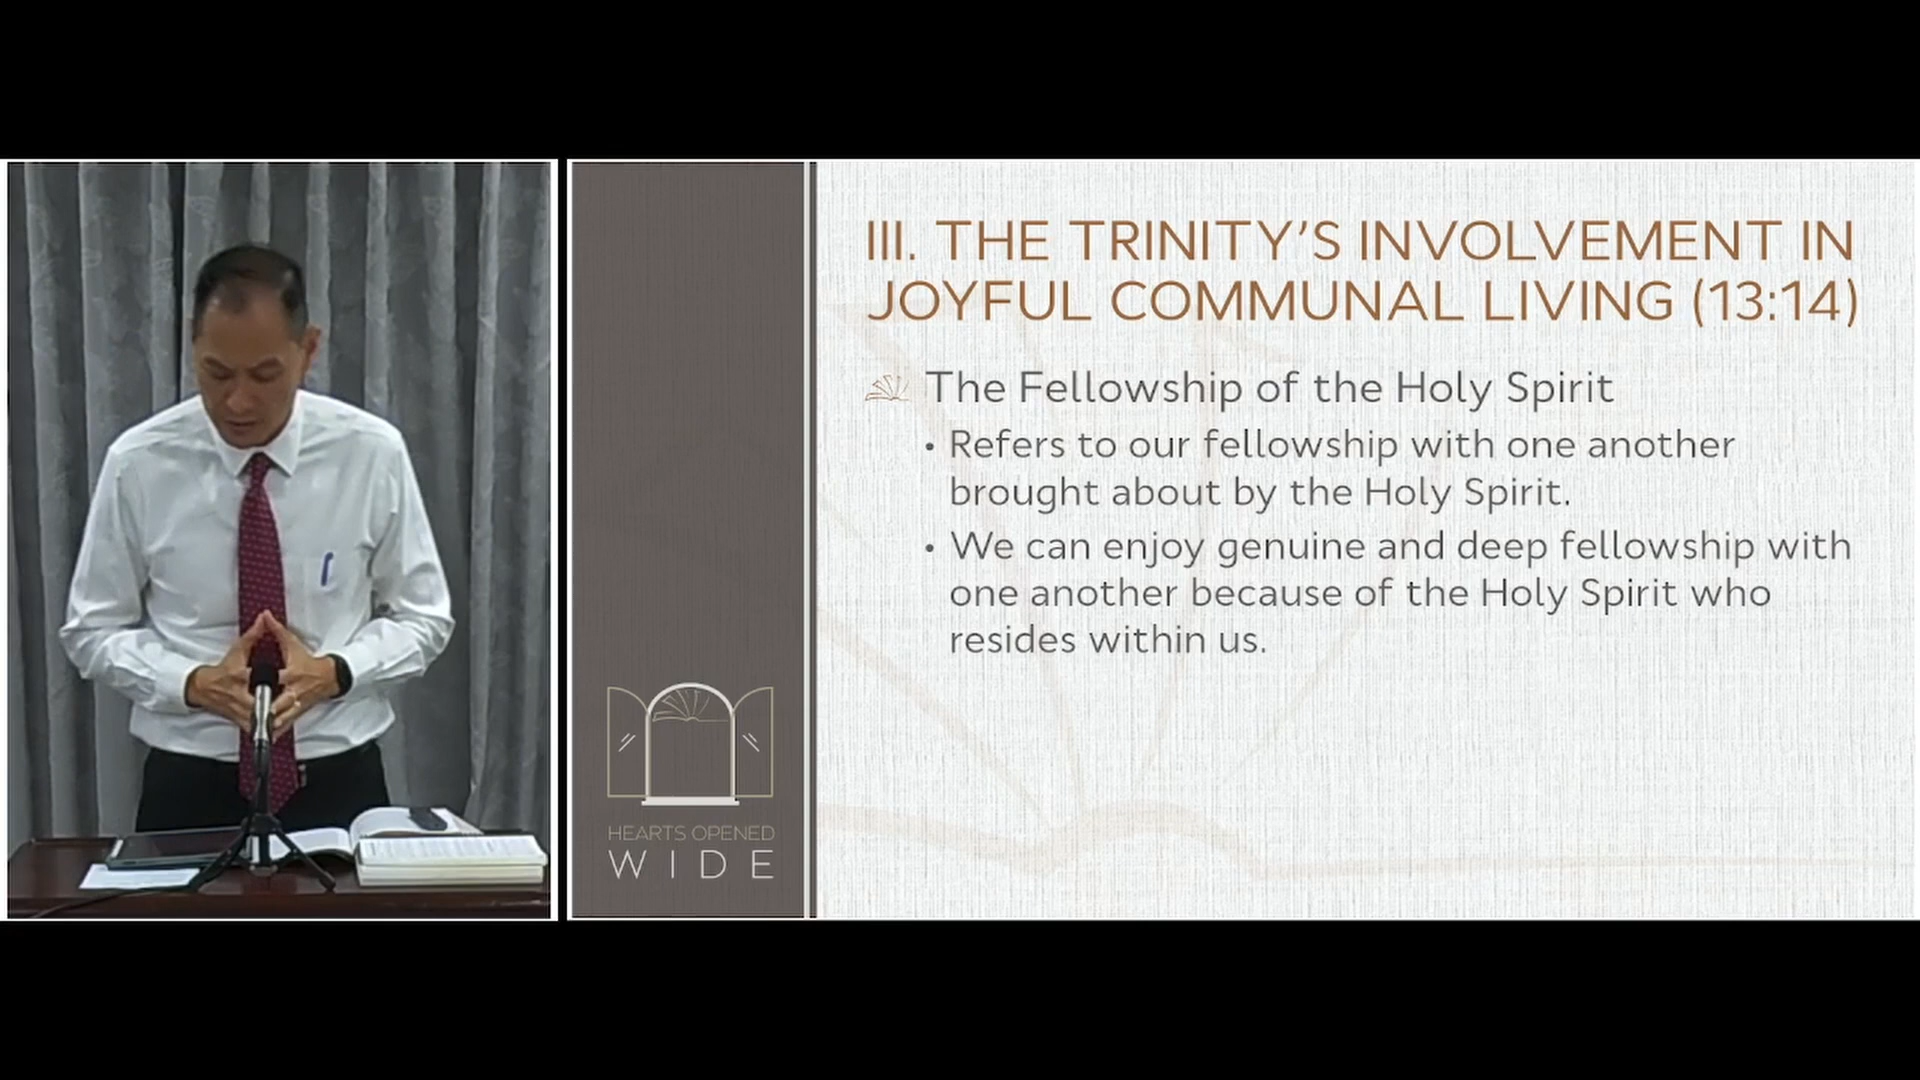 III. THE TRINITY’S INVOLVEMENT IN
JOYFUL COMMUNAL LIVING (13:14)
The Fellowship of the Holy Spirit
• Refers to our fellowship with one another
brought about by the Holy Spirit.
• We can enjoy genuine and deep fellowship with
one another because of the Holy Spirit who
resides within us.
HEARTS OPENED
WIDE